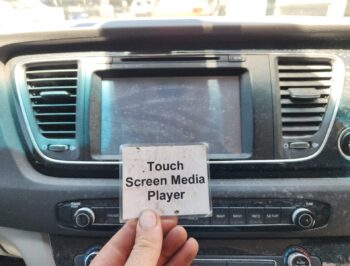 Touch
Screen Media
Player